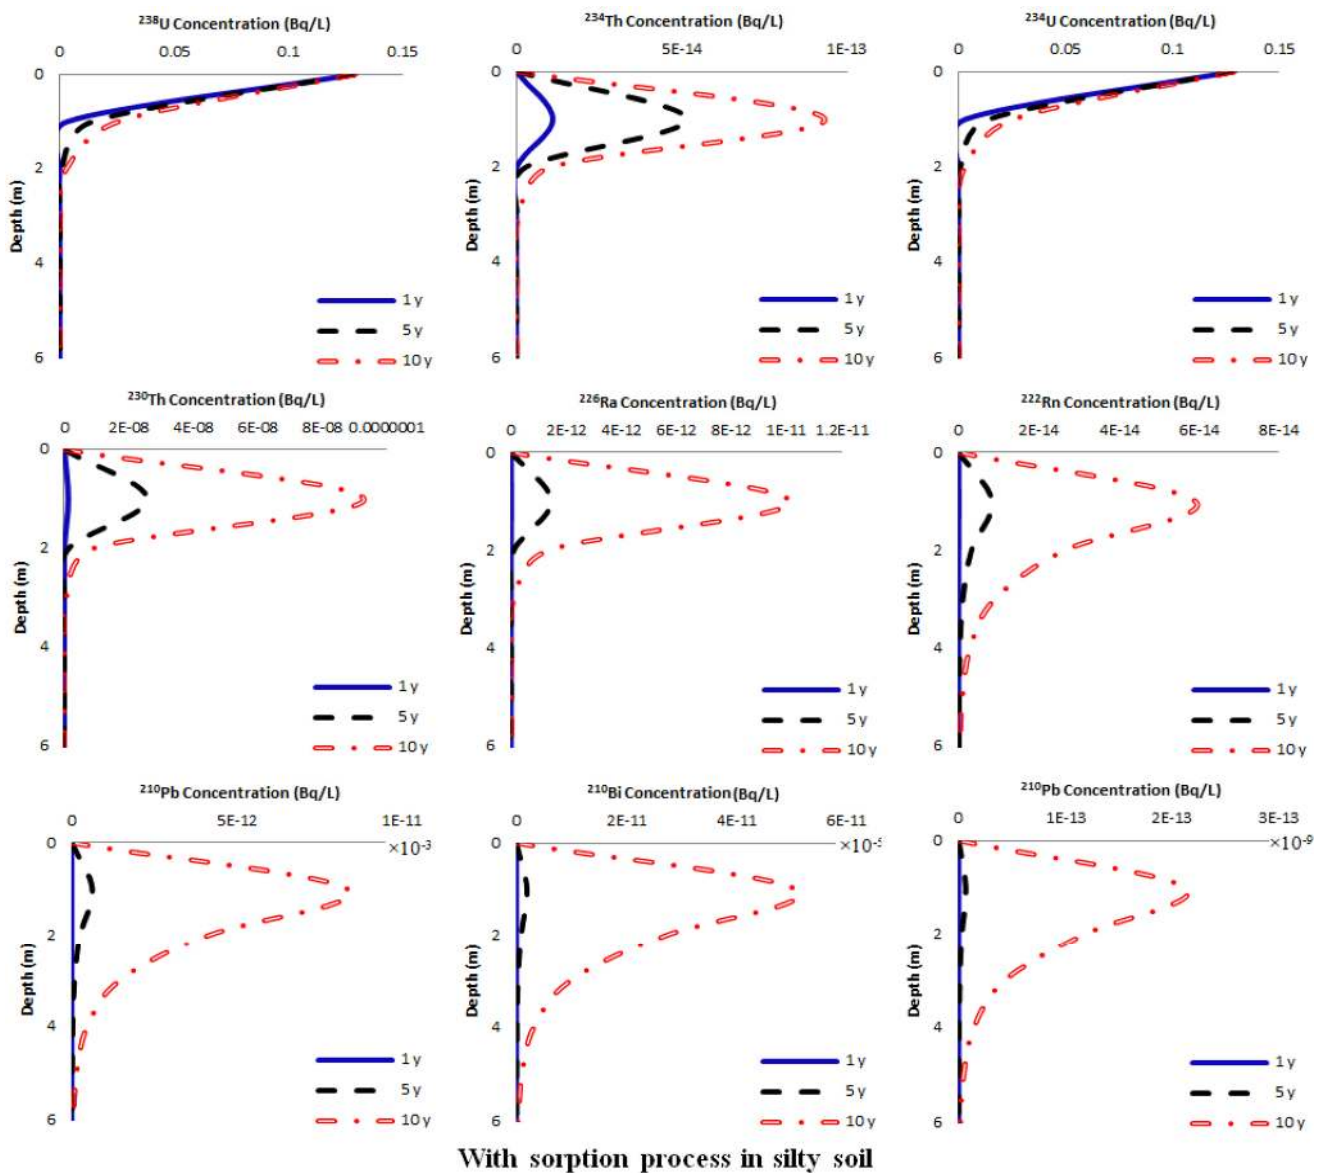 ²³⁸U Concentration (Bq/L)
0 0.05 0.1 0.15
0
2
4
6
Depth (m)
1 y
5 y
10 y
²³⁴Th Concentration (Bq/L)
0 5E-14 1E-13
0
2
4
6
Depth (m)
1 y
5 y
10 y
²³⁴U Concentration (Bq/L)
0 0.05 0.1 0.15
0
2
4
6
Depth (m)
1 y
5 y
10 y
²³⁰Th Concentration (Bq/L)
0 2E-08 4E-08 6E-08 8E-08 0.0000001
0
2
4
6
Depth (m)
1 y
5 y
10 y
²²⁶Ra Concentration (Bq/L)
0 2E-12 4E-12 6E-12 8E-12 1E-11 1.2E-11
0
2
4
6
Depth (m)
1 y
5 y
10 y
²²²Rn Concentration (Bq/L)
0 2E-14 4E-14 6E-14 8E-14
0
2
4
6
Depth (m)
1 y
5 y
10 y
²¹⁰Pb Concentration (Bq/L)
0 5E-12 1E-11
×10⁻³
0
2
4
6
Depth (m)
1 y
5 y
10 y
²¹⁰Bi Concentration (Bq/L)
0 2E-11 4E-11 6E-11
×10⁻⁵
0
2
4
6
Depth (m)
1 y
5 y
10 y
²¹⁰Pb Concentration (Bq/L)
0 1E-13 2E-13 3E-13
×10⁻⁹
0
2
4
6
Depth (m)
1 y
5 y
10 y
With sorption process in silty soil